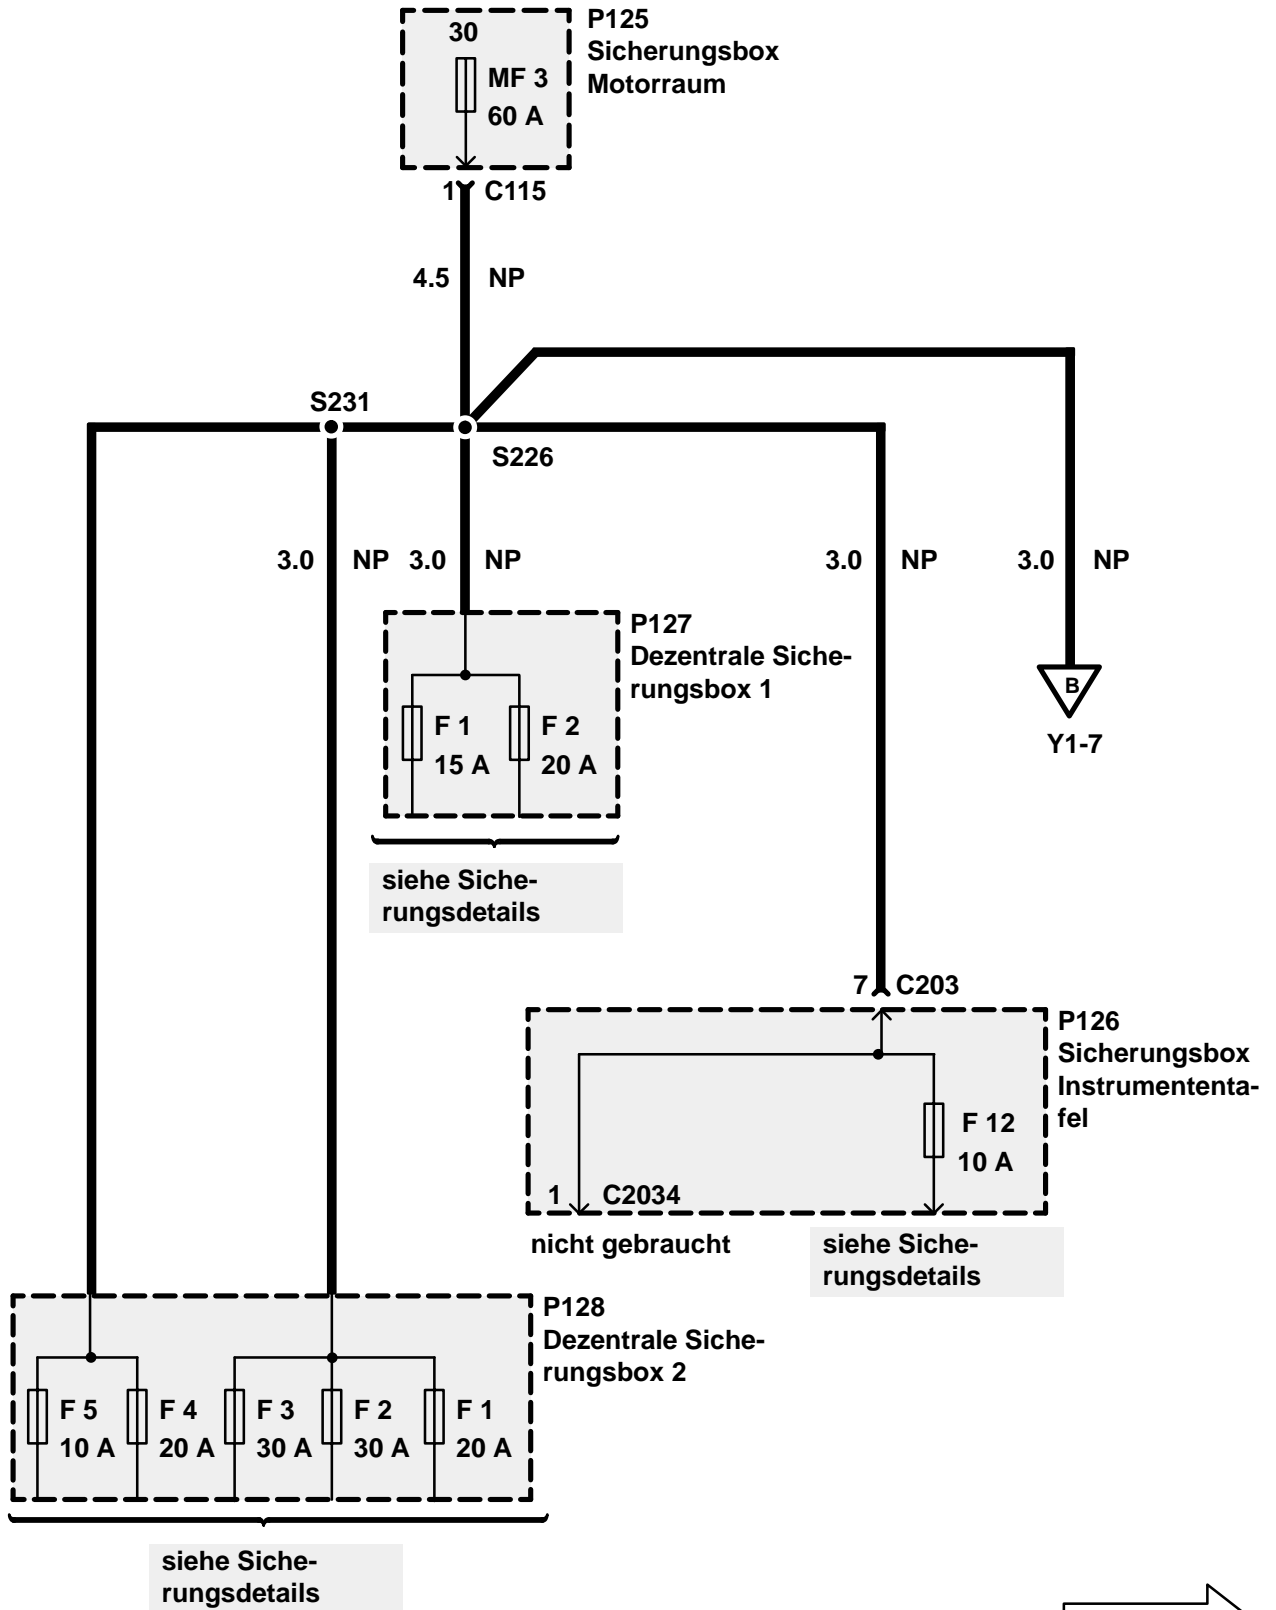 P125
Sicherungsbox
Motorraum
30
MF 3
60 A
1 C115
4.5 NP
S231
S226
3.0 NP 3.0 NP 3.0 NP 3.0 NP
P127
Dezentrale Siche-
rungsbox 1
F 1
15 A
F 2
20 A
B
Y1-7
siehe Siche-
rungsdetails
7 C203
P126
Sicherungsbox
Instrumententa-
fel
F 12
10 A
1 C2034
nicht gebraucht
siehe Siche-
rungsdetails
P128
Dezentrale Siche-
rungsbox 2
F 5
10 A
F 4
20 A
F 3
30 A
F 2
30 A
F 1
20 A
siehe Siche-
rungsdetails